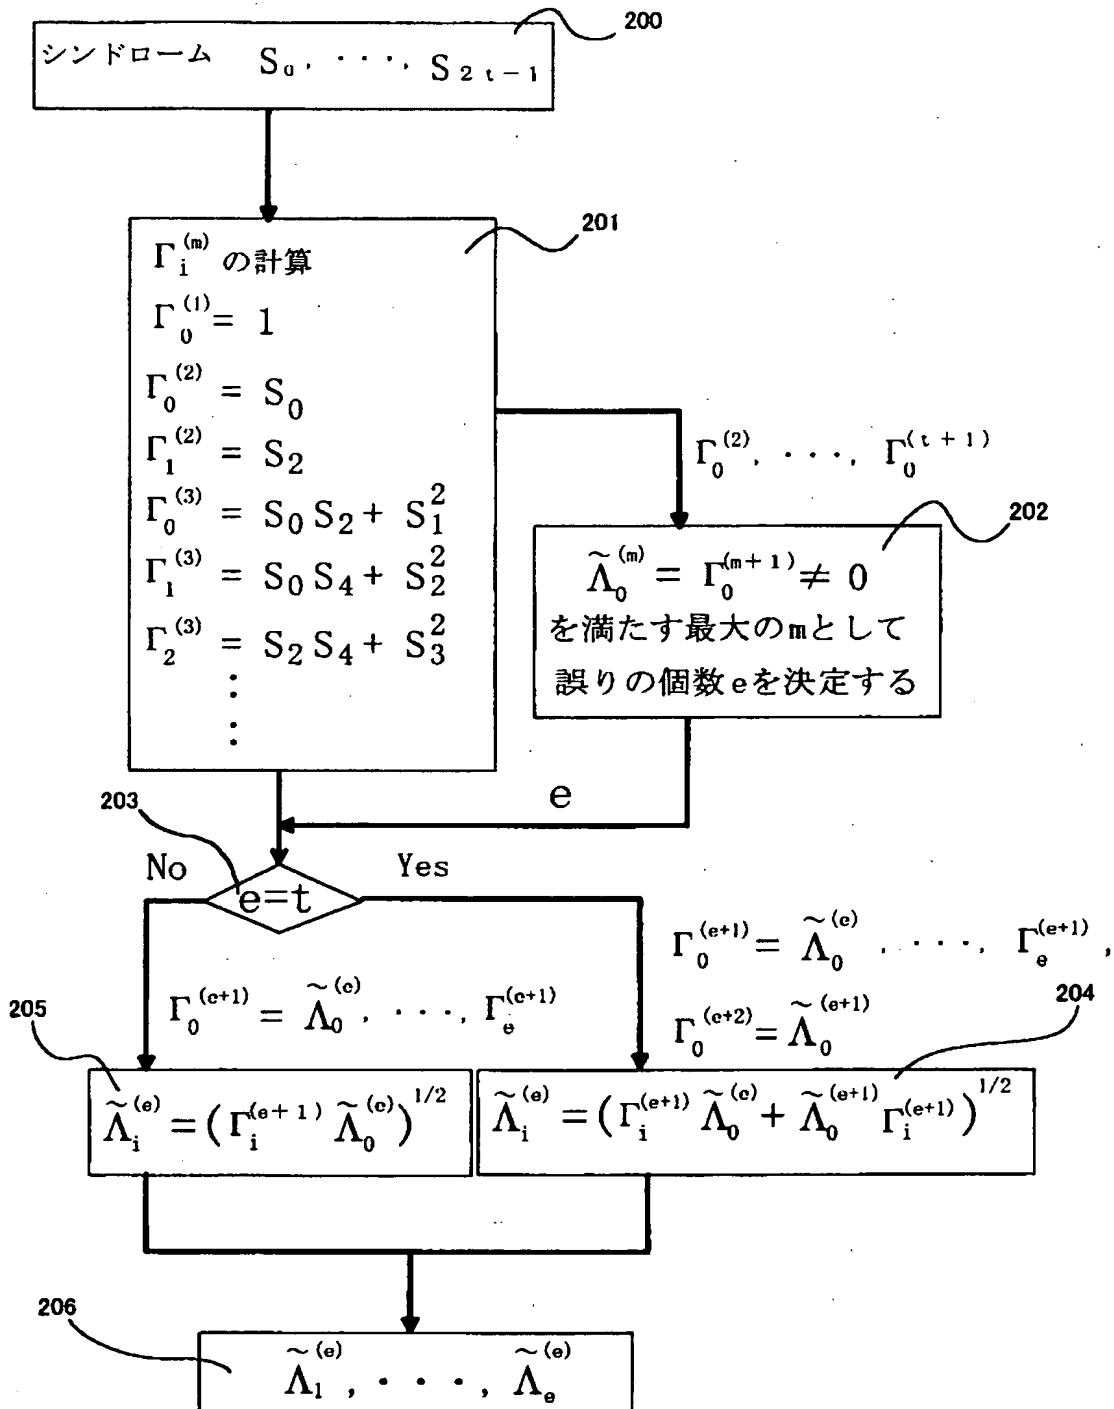 200
シンドローム S₀, ・・・, S₂ₜ₋₁
201
Γᵢ⁽ᵐ⁾ の計算
Γ₀⁽¹⁾ = 1
Γ₀⁽²⁾ = S₀
Γ₁⁽²⁾ = S₂
Γ₀⁽³⁾ = S₀S₂ + S₁²
Γ₁⁽³⁾ = S₀S₄ + S₂²
Γ₂⁽³⁾ = S₂S₄ + S₃²
Γ₀⁽²⁾, ・・・, Γ₀⁽ᵗ⁺¹⁾
202
Λ̃₀⁽ᵐ⁾ = Γ₀⁽ᵐ⁺¹⁾ ≠ 0
を満たす最大のmとして
誤りの個数eを決定する
e
203
No
Yes
e=t
Γ₀⁽ᵉ⁺¹⁾ = Λ̃₀⁽ᵉ⁾, ・・・, Γₑ⁽ᵉ⁺¹⁾,
Γ₀⁽ᵉ⁺²⁾ = Λ̃₀⁽ᵉ⁺¹⁾
204
Γ₀⁽ᵉ⁺¹⁾ = Λ̃₀⁽ᵉ⁾, ・・・, Γₑ⁽ᵉ⁺¹⁾
205
Λ̃ᵢ⁽ᵉ⁾ = (Γᵢ⁽ᵉ⁺¹⁾ Λ̃₀⁽ᵉ⁾)^1/2
Λ̃ᵢ⁽ᵉ⁾ = (Γᵢ⁽ᵉ⁺¹⁾ Λ̃₀⁽ᵉ⁾ + Λ̃₀⁽ᵉ⁺¹⁾ Γᵢ⁽ᵉ⁺¹⁾)^1/2
206
Λ̃₁⁽ᵉ⁾, ・・・, Λ̃ₑ⁽ᵉ⁾